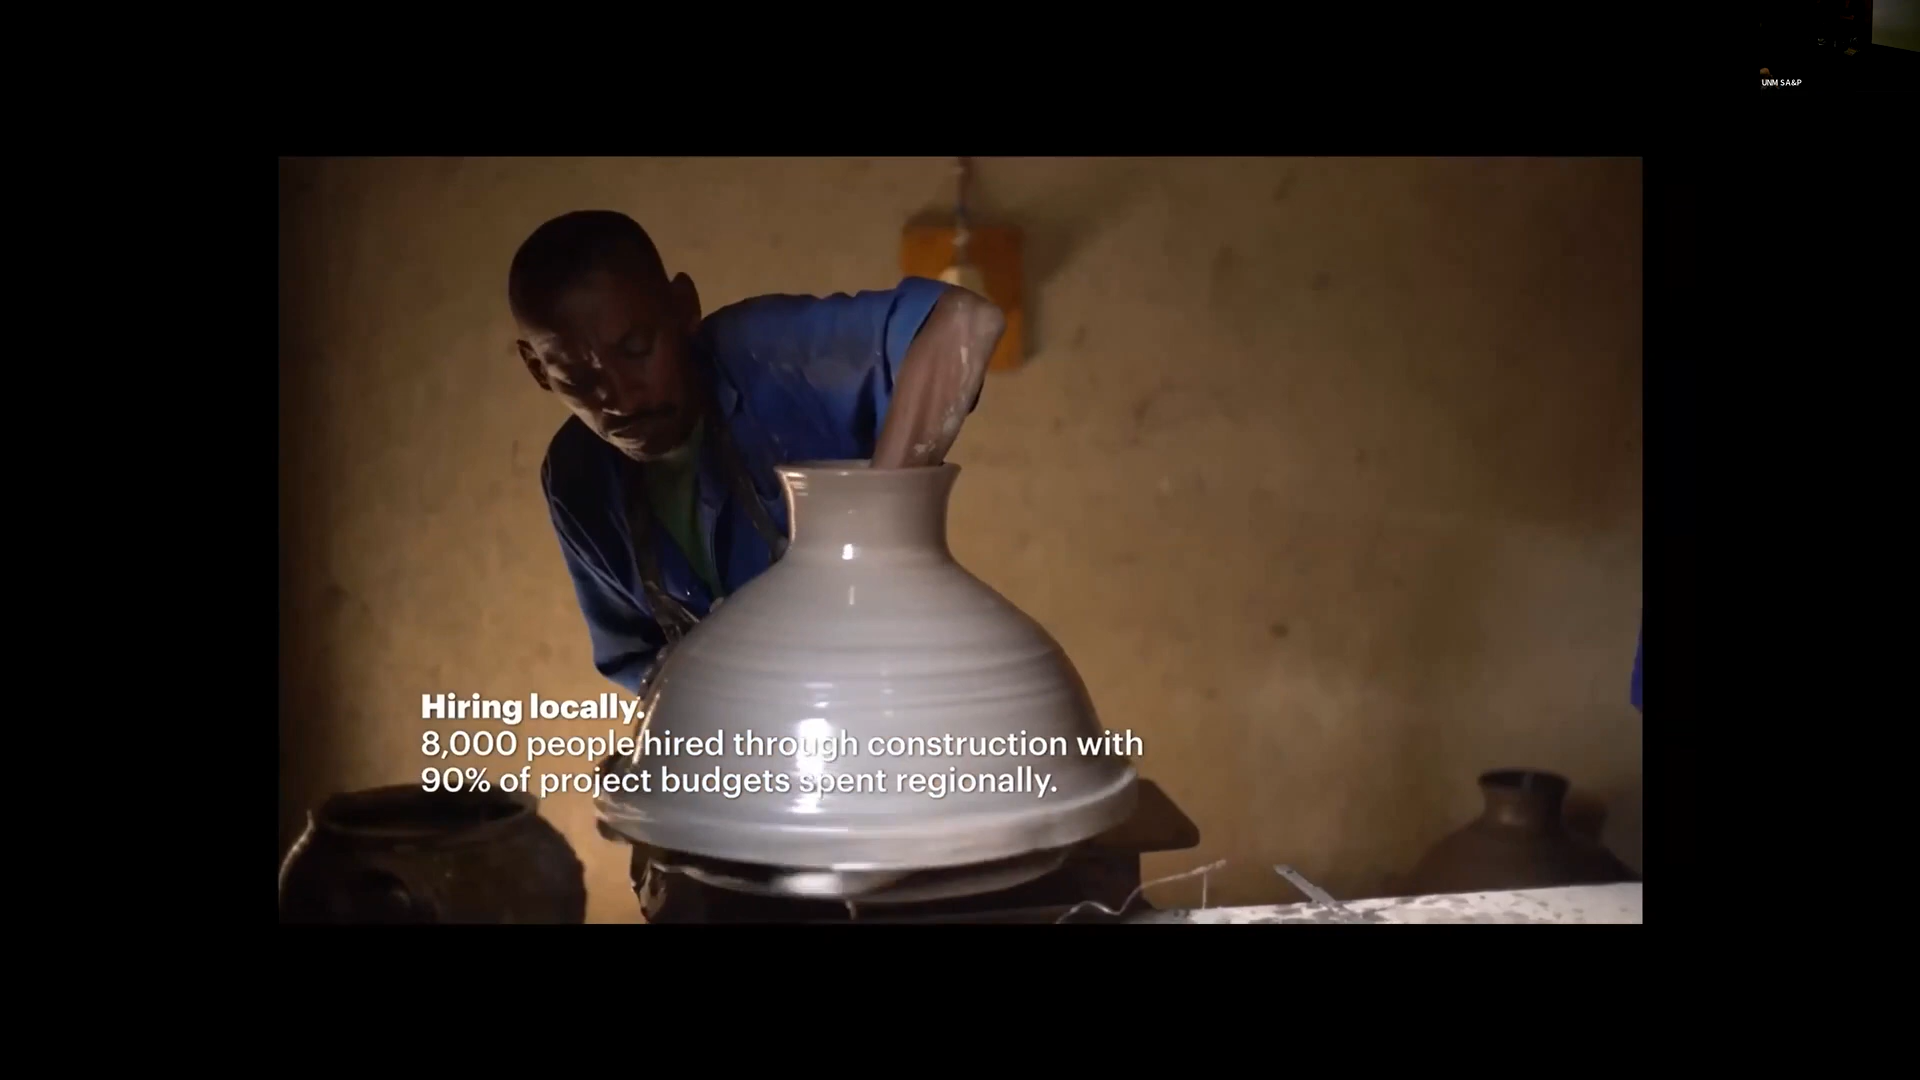 UNM SA&P
Hiring locally.
8,000 people hired through construction with
90% of project budgets spent regionally.